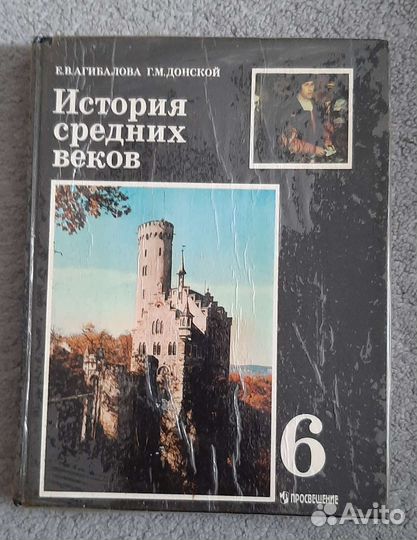 Е.В.АГИБАЛОВА Г.М.ДОНСКОЙ
История
средних
веков
6
ПРОСВЕЩЕНИЕ
Avito